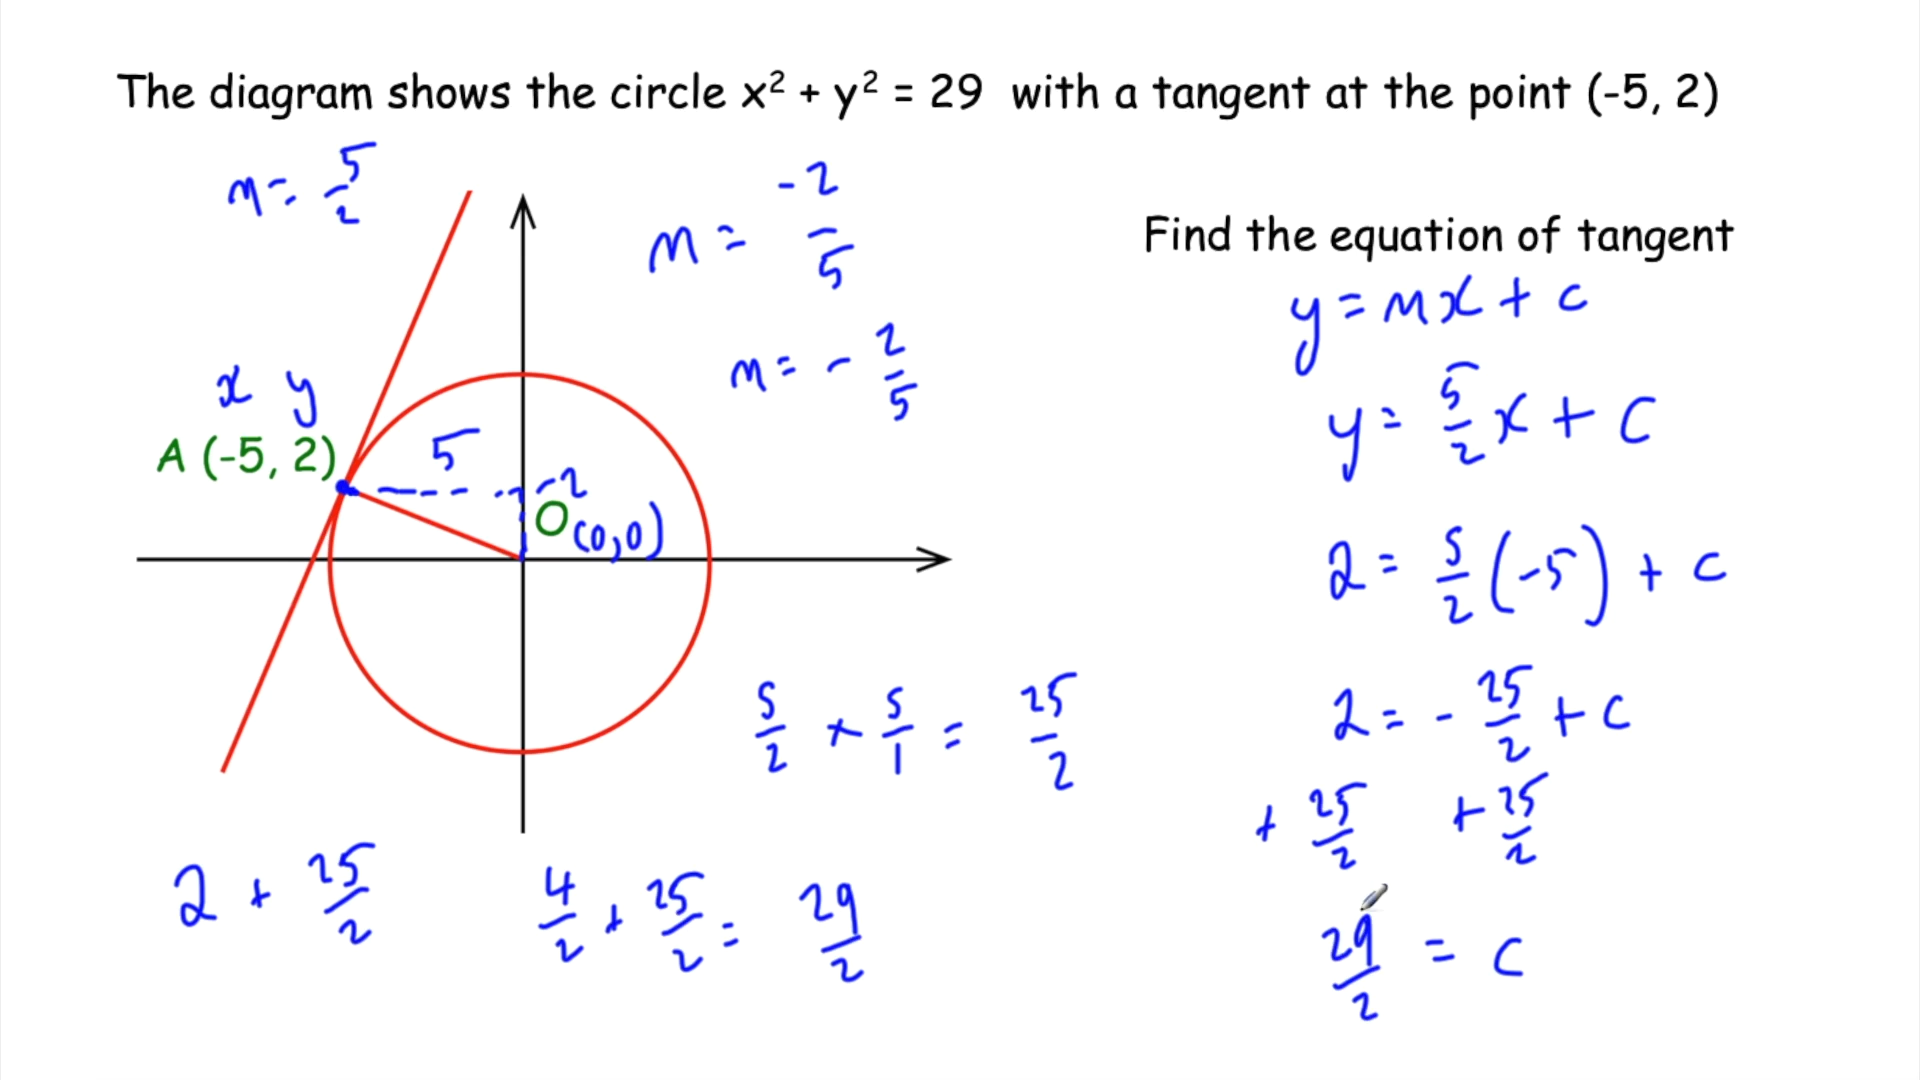 The diagram shows the circle x² + y² = 29 with a tangent at the point (-5, 2)
m = 5/2
m = -2/5
m = - 2/5
x y
A (-5, 2)
5
-2
O (0,0)
5/2 × 5/1 = 25/2
2 + 25/2
4/2 + 25/2 = 29/2
Find the equation of tangent
y = mx + c
y = 5/2 x + c
2 = 5/2 (-5) + c
2 = - 25/2 + c
+ 25/2 + 25/2
29/2 = c